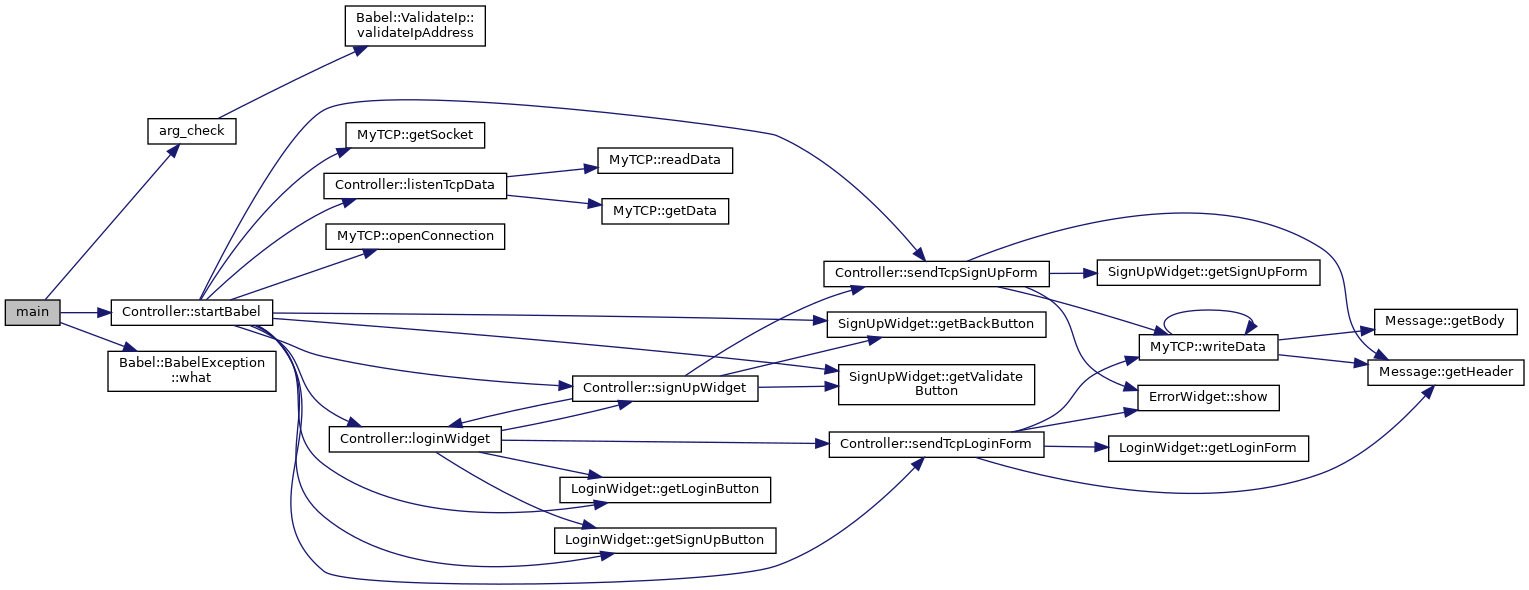 Babel::ValidateIp::
validateIpAddress
arg_check
MyTCP::getSocket
MyTCP::readData
Controller::listenTcpData
MyTCP::getData
MyTCP::openConnection
Controller::sendTcpSignUpForm
SignUpWidget::getSignUpForm
main
Controller::startBabel
SignUpWidget::getBackButton
Message::getBody
MyTCP::writeData
Babel::BabelException
::what
Message::getHeader
Controller::signUpWidget
SignUpWidget::getValidate
Button
ErrorWidget::show
Controller::loginWidget
Controller::sendTcpLoginForm
LoginWidget::getLoginForm
LoginWidget::getLoginButton
LoginWidget::getSignUpButton